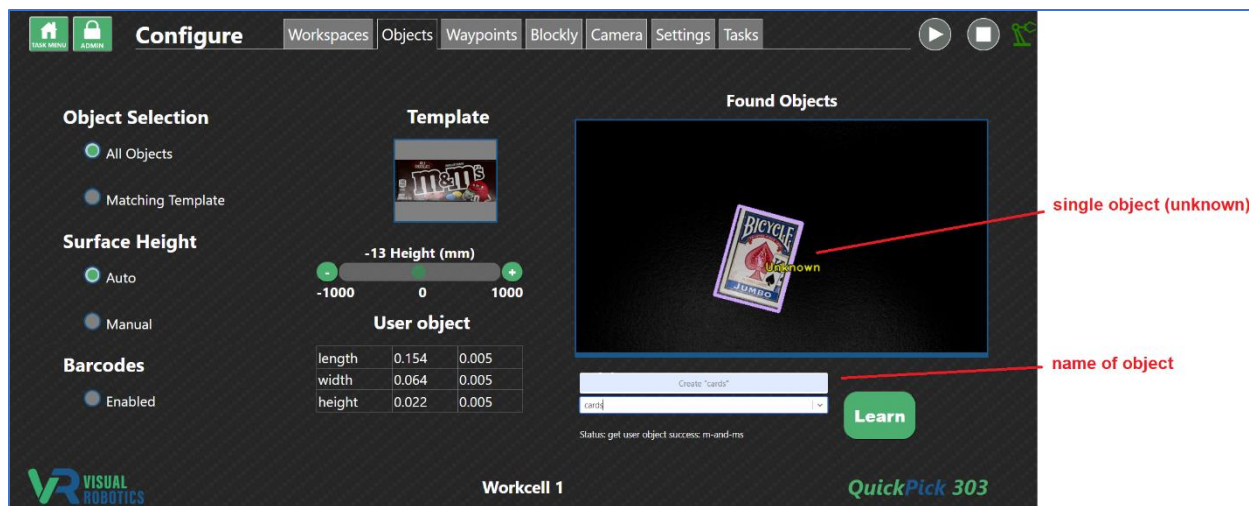 TASK MENU
ADMIN
Configure
Workspaces Objects Waypoints Blockly Camera Settings Tasks
Object Selection
All Objects
Matching Template
Surface Height
Auto
Manual
Barcodes
Enabled
Template
m&m's
-13 Height (mm)
- +
-1000 0 1000
User object
length 0.154 0.005
width 0.064 0.005
height 0.022 0.005
Found Objects
BICYCLE
Unknown
JUMBO
single object (unknown)
name of object
Create "cards"
cards
Learn
Status: get user object success: m-and-ms
VR VISUAL
ROBOTICS
Workcell 1
QuickPick 303